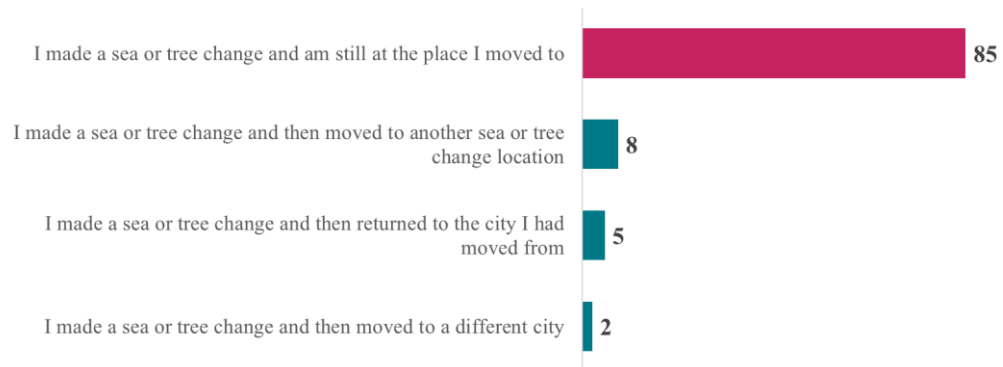 I made a sea or tree change and am still at the place I moved to
85
I made a sea or tree change and then moved to another sea or tree
change location
8
I made a sea or tree change and then returned to the city I had
moved from
5
I made a sea or tree change and then moved to a different city
2